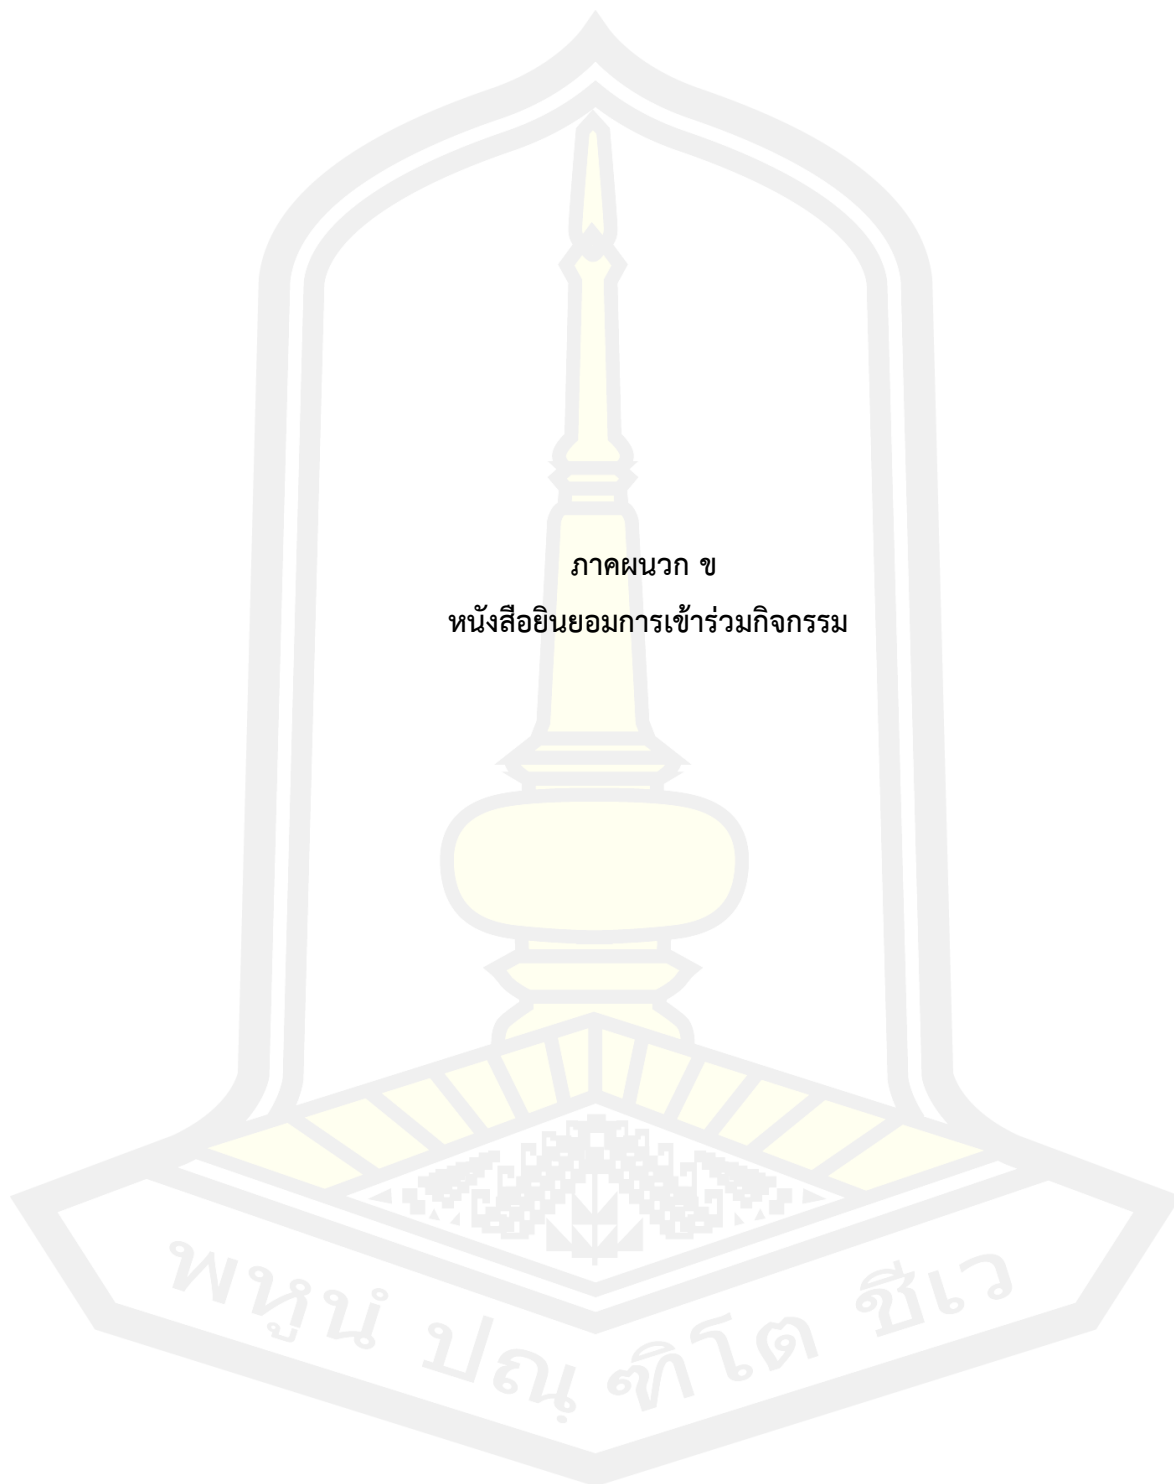 ภาคผนวก ข
หนังสือยินยอมการเข้าร่วมกิจกรรม
พหูนํ ปณฺฑิโต ชีเว